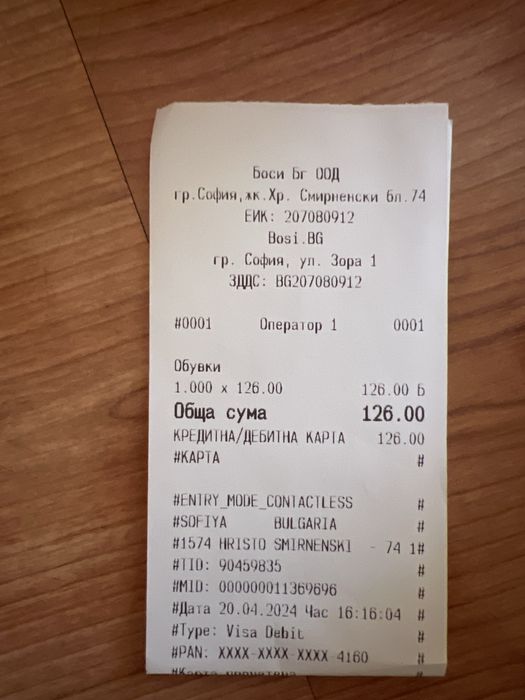 Боси Бг ООД
гр.София,жк.Хр. Смирненски бл.74
ЕИК: 207080912
Bosi.BG
гр. София, ул. Зора 1
ЗДДС: BG207080912
#0001 Оператор 1 0001
Обувки
1.000 x 126.00 126.00 Б
Обща сума 126.00
КРЕДИТНА/ДЕБИТНА КАРТА 126.00
#КАРТА #
#ENTRY_MODE_CONTACTLESS #
#SOFIYA BULGARIA #
#1574 HRISTO SMIRNENSKI - 74 1#
#TID: 90459835 #
#MID: 000000011369696 #
#Дата 20.04.2024 Час 16:16:04 #
#Type: Visa Debit #
#PAN: XXXX-XXXX-XXXX-4160 #